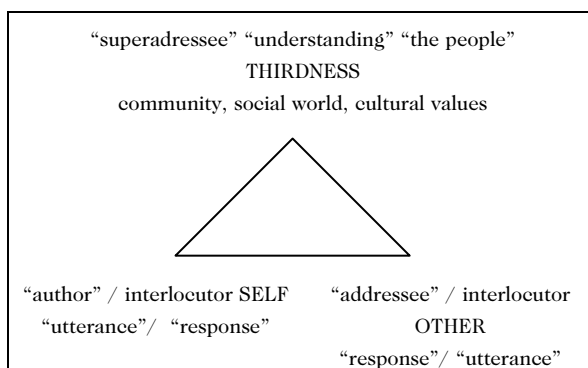 “superadressee” “understanding” “the people”
THIRDNESS
community, social world, cultural values
“author” / interlocutor SELF
“utterance”/ “response”
“addressee” / interlocutor
OTHER
“response”/ “utterance”